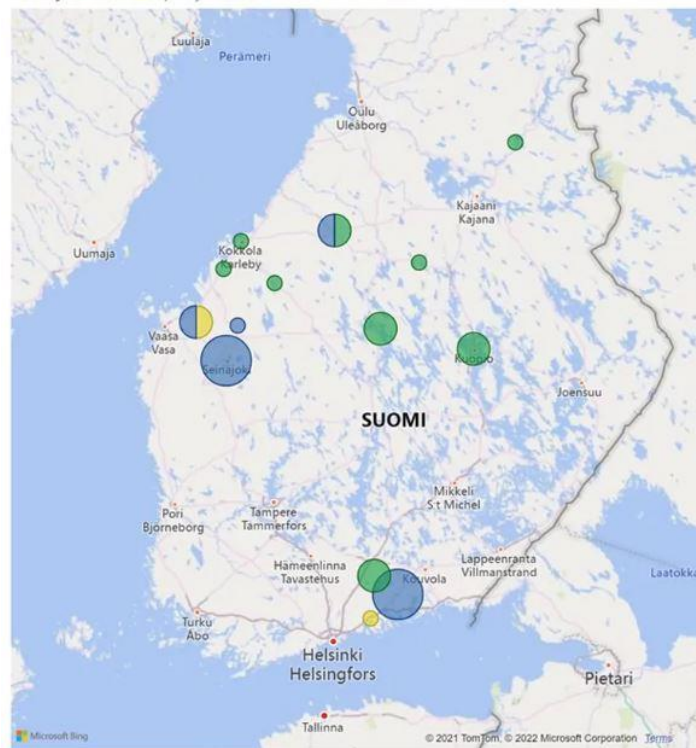 Luulaja
Perämeri
Oulu
Uleåborg
Kajaani
Kajana
Uumaja
Kokkola
Karleby
Vaasa
Vasa
Seinäjoki
Kuopio
Joensuu
SUOMI
Mikkeli
S:t Michel
Pori
Björneborg
Tampere
Tammerfors
Hämeenlinna
Tavastehus
Kouvola
Lappeenranta
Villmanstrand
Laatokka
Turku
Åbo
Helsinki
Helsingfors
Pietari
Tallinna
Microsoft Bing
© 2021 TomTom, © 2022 Microsoft Corporation Terms